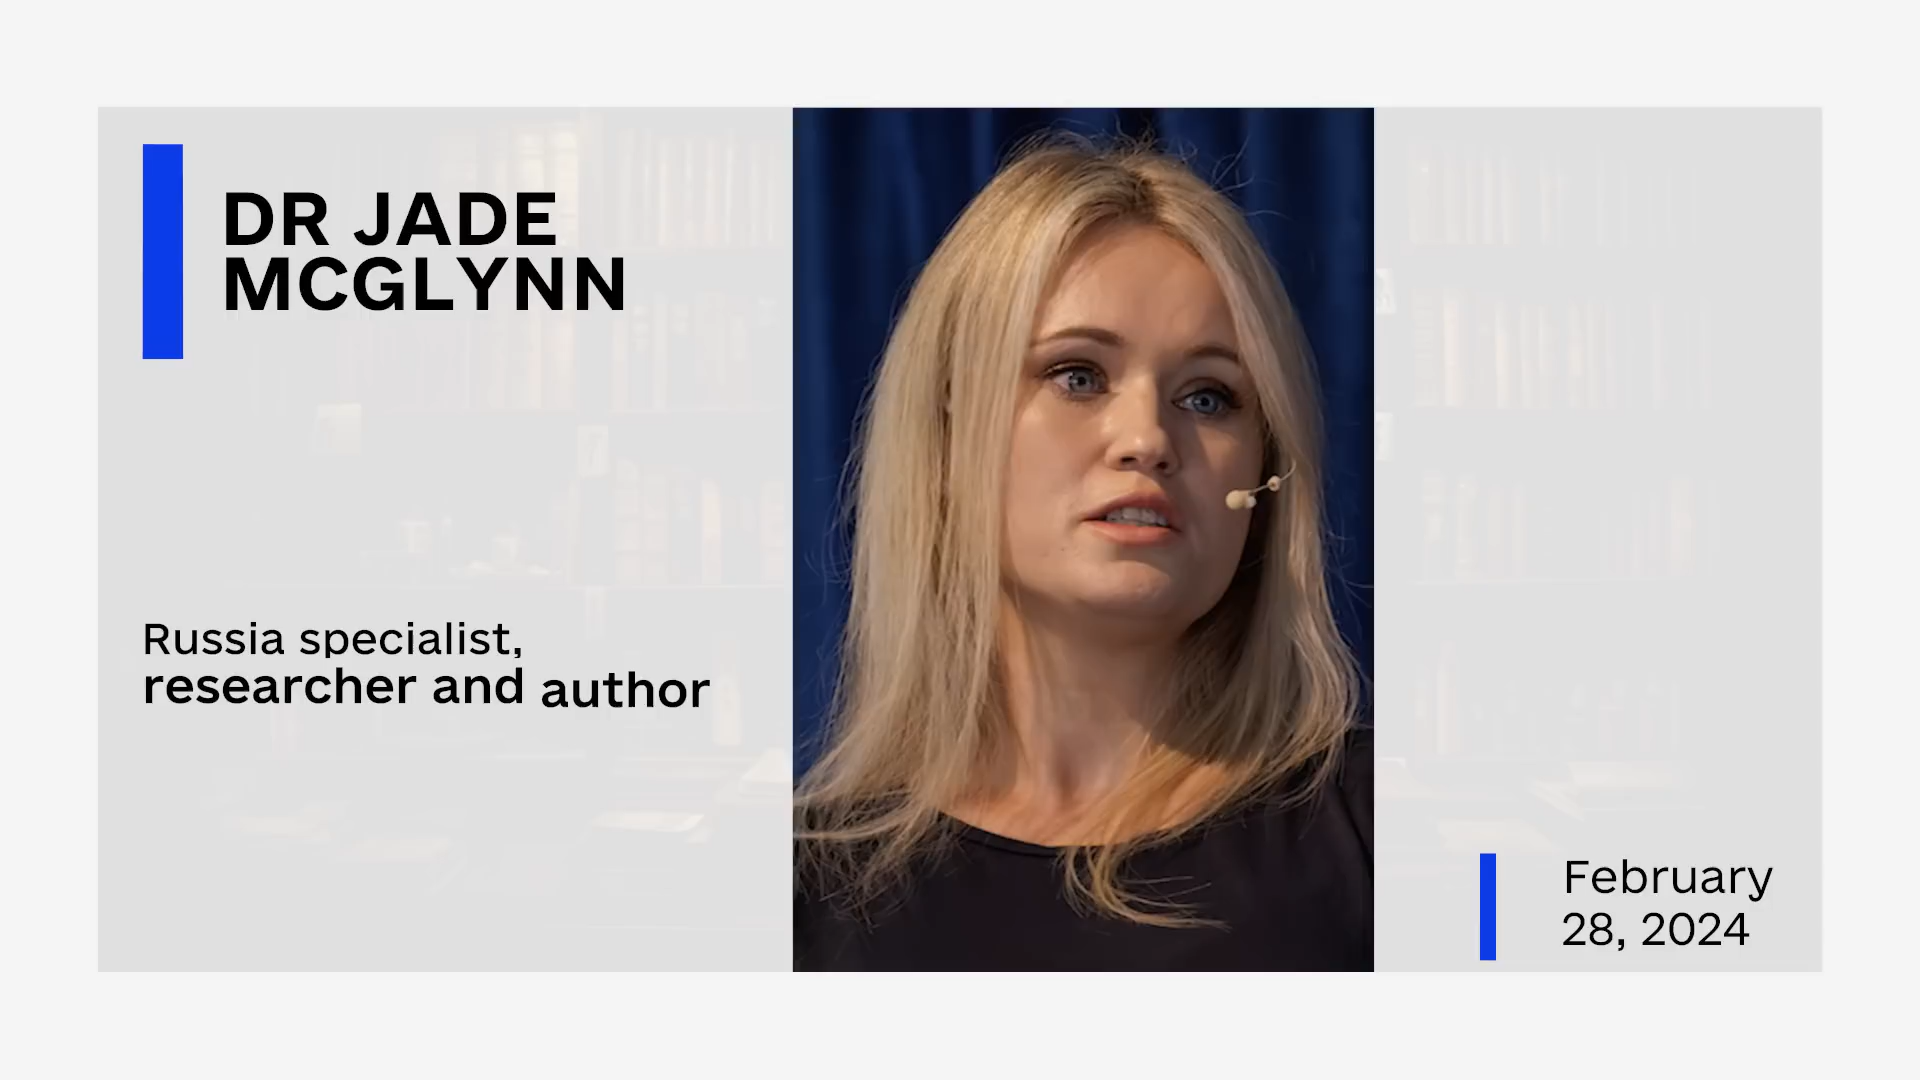 DR JADE
MCGLYNN
Russia specialist,
researcher and author
February
28, 2024